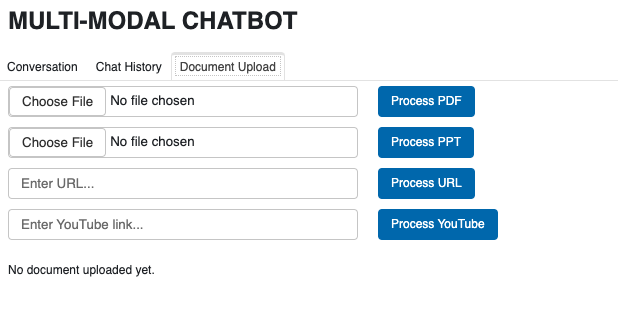 MULTI-MODAL CHATBOT
Conversation Chat History Document Upload
Choose File No file chosen Process PDF
Choose File No file chosen Process PPT
Enter URL... Process URL
Enter YouTube link... Process YouTube
No document uploaded yet.